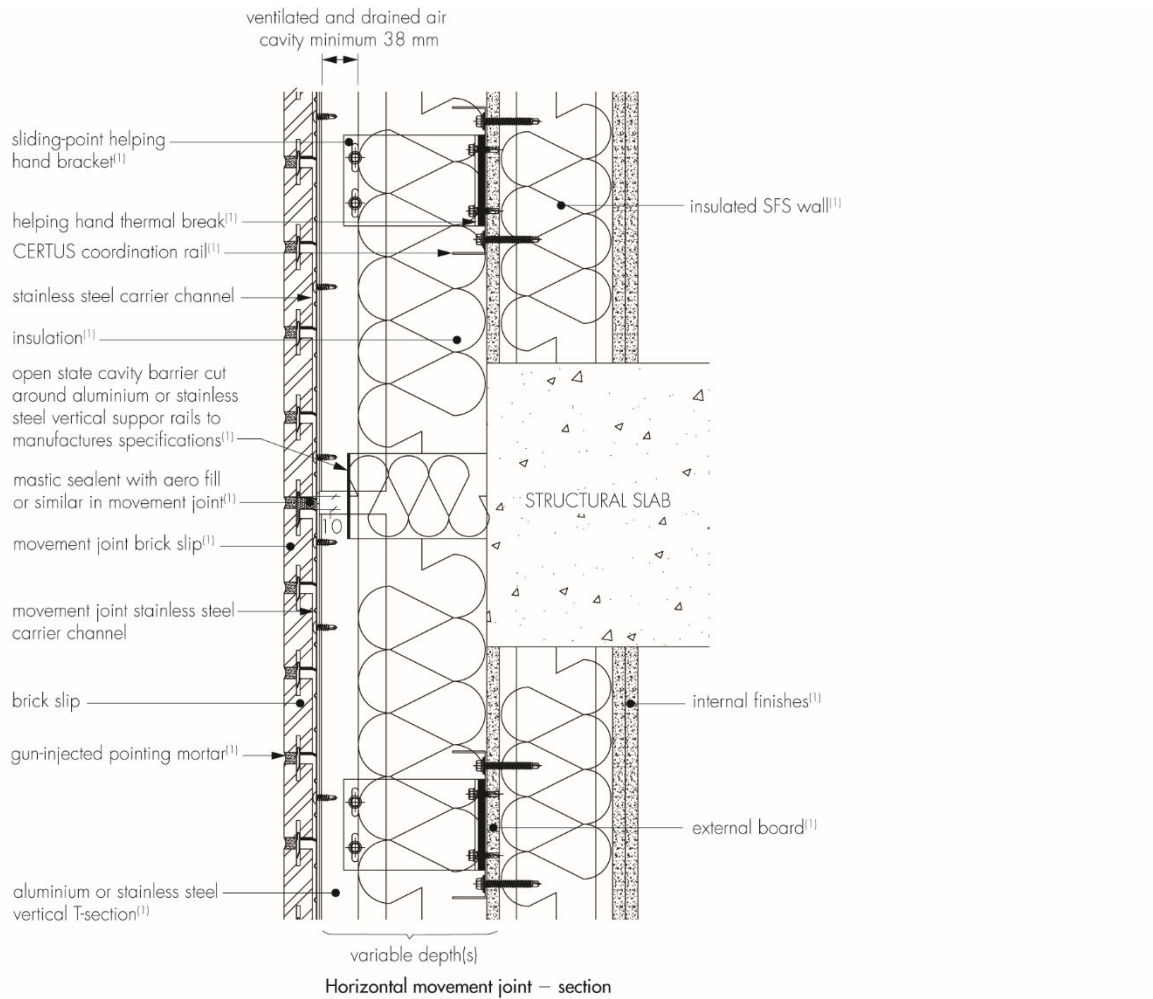 ventilated and drained air
cavity minimum 38 mm
sliding-point helping
hand bracket(1)
helping hand thermal break(1)
CERTUS coordination rail(1)
stainless steel carrier channel
insulation(1)
open state cavity barrier cut
around aluminium or stainless
steel vertical suppor rails to
manufactures specifications(1)
mastic sealent with aero fill
or similar in movement joint(1)
movement joint brick slip(1)
movement joint stainless steel
carrier channel
brick slip
gun-injected pointing mortar(1)
aluminium or stainless steel
vertical T-section(1)
10
STRUCTURAL SLAB
insulated SFS wall(1)
internal finishes(1)
external board(1)
variable depth(s)
Horizontal movement joint – section